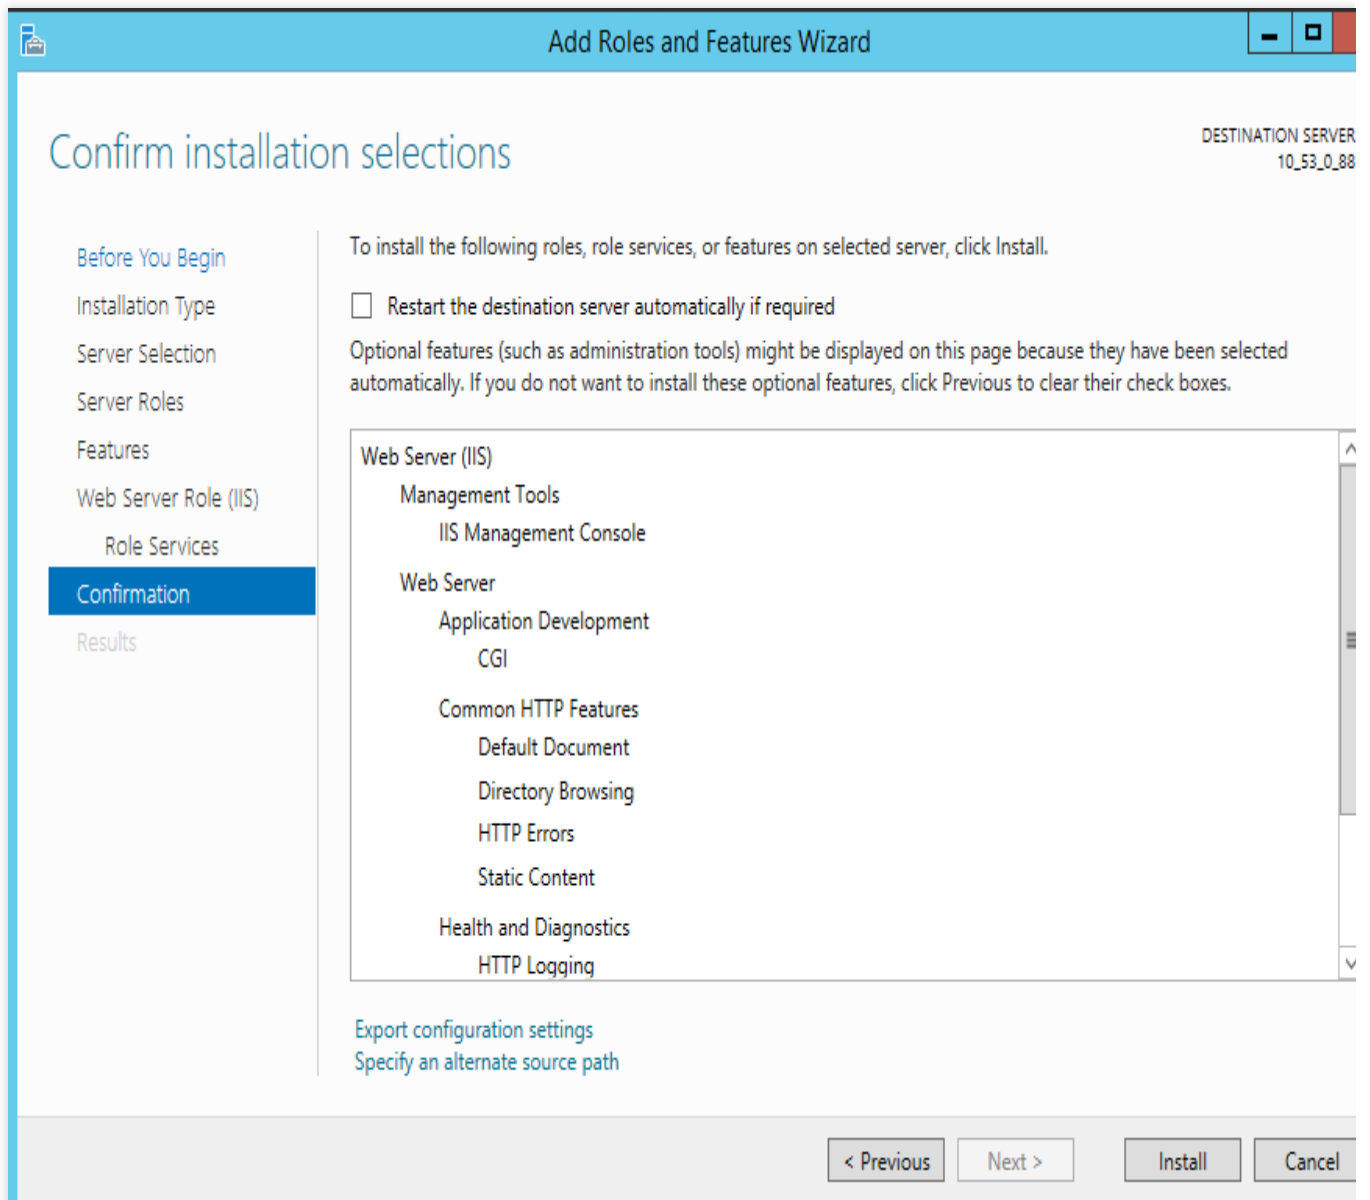 Add Roles and Features Wizard
Confirm installation selections
DESTINATION SERVER
10_53_0_88
Before You Begin
Installation Type
Server Selection
Server Roles
Features
Web Server Role (IIS)
Role Services
Confirmation
Results
To install the following roles, role services, or features on selected server, click Install.
Restart the destination server automatically if required
Optional features (such as administration tools) might be displayed on this page because they have been selected
automatically. If you do not want to install these optional features, click Previous to clear their check boxes.
Web Server (IIS)
Management Tools
IIS Management Console
Web Server
Application Development
CGI
Common HTTP Features
Default Document
Directory Browsing
HTTP Errors
Static Content
Health and Diagnostics
HTTP Logging
Export configuration settings
Specify an alternate source path
< Previous
Next >
Install
Cancel